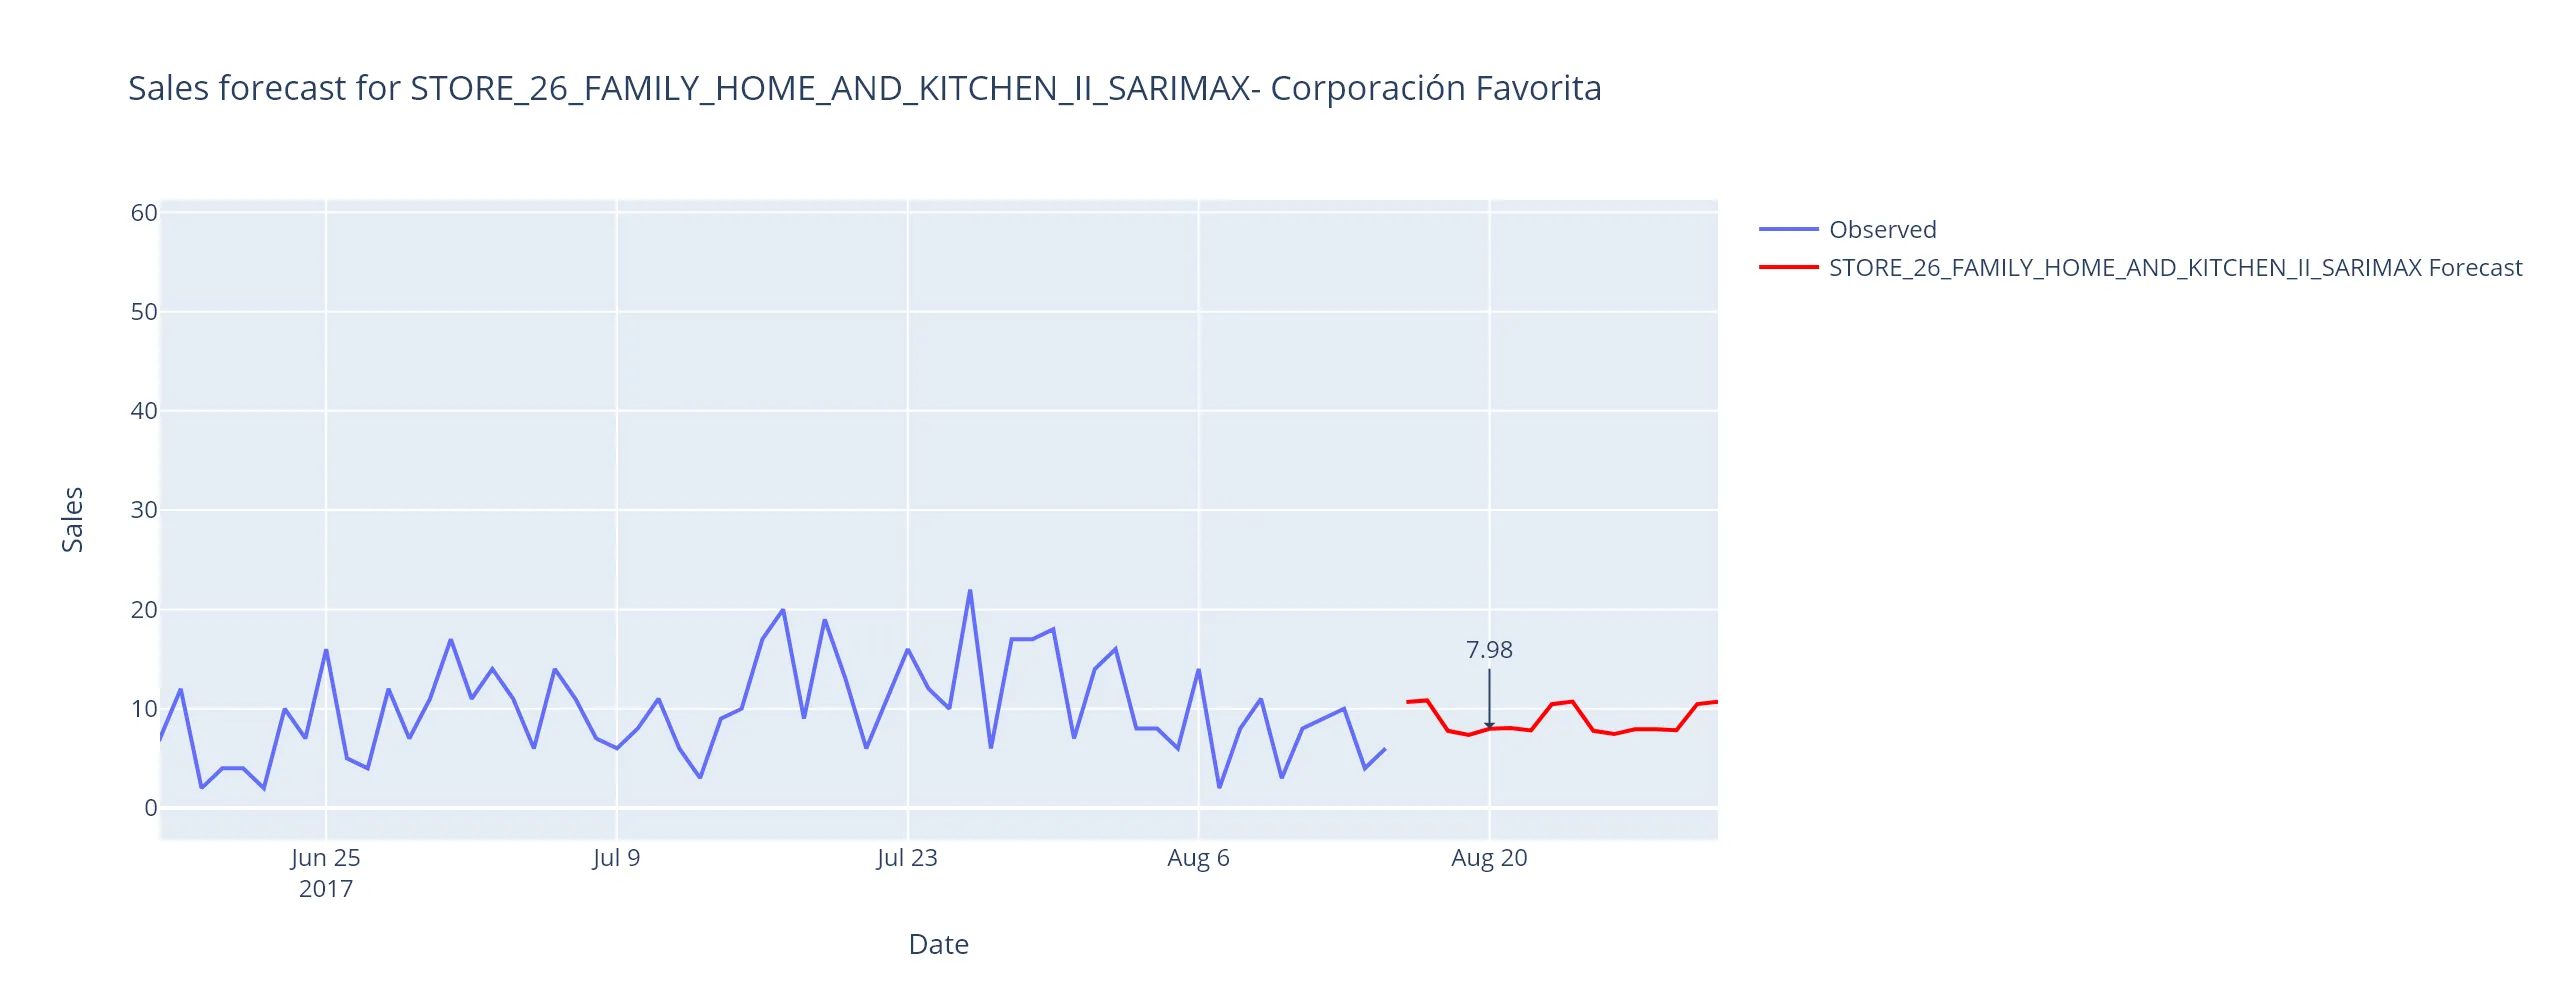 Sales forecast for STORE_26_FAMILY_HOME_AND_KITCHEN_II_SARIMAX- Corporación Favorita
Observed
STORE_26_FAMILY_HOME_AND_KITCHEN_II_SARIMAX Forecast
60
50
40
30
20
10
0
Sales
7.98
Jun 25
2017
Jul 9
Jul 23
Aug 6
Aug 20
Date